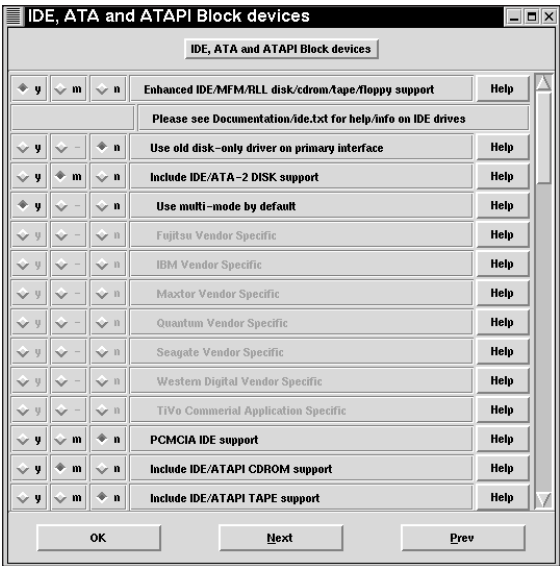 IDE, ATA and ATAPI Block devices
IDE, ATA and ATAPI Block devices
y m n Enhanced IDE/MFM/RLL disk/cdrom/tape/floppy support Help
Please see Documentation/ide.txt for help/info on IDE drives
y - n Use old disk-only driver on primary interface Help
y m n Include IDE/ATA-2 DISK support Help
y - n Use multi-mode by default Help
y - n Fujitsu Vendor Specific Help
y - n IBM Vendor Specific Help
y - n Maxtor Vendor Specific Help
y - n Quantum Vendor Specific Help
y - n Seagate Vendor Specific Help
y - n Western Digital Vendor Specific Help
y - n TiVo Commerial Application Specific Help
y m n PCMCIA IDE support Help
y m n Include IDE/ATAPI CDROM support Help
y m n Include IDE/ATAPI TAPE support Help
OK Next Prev